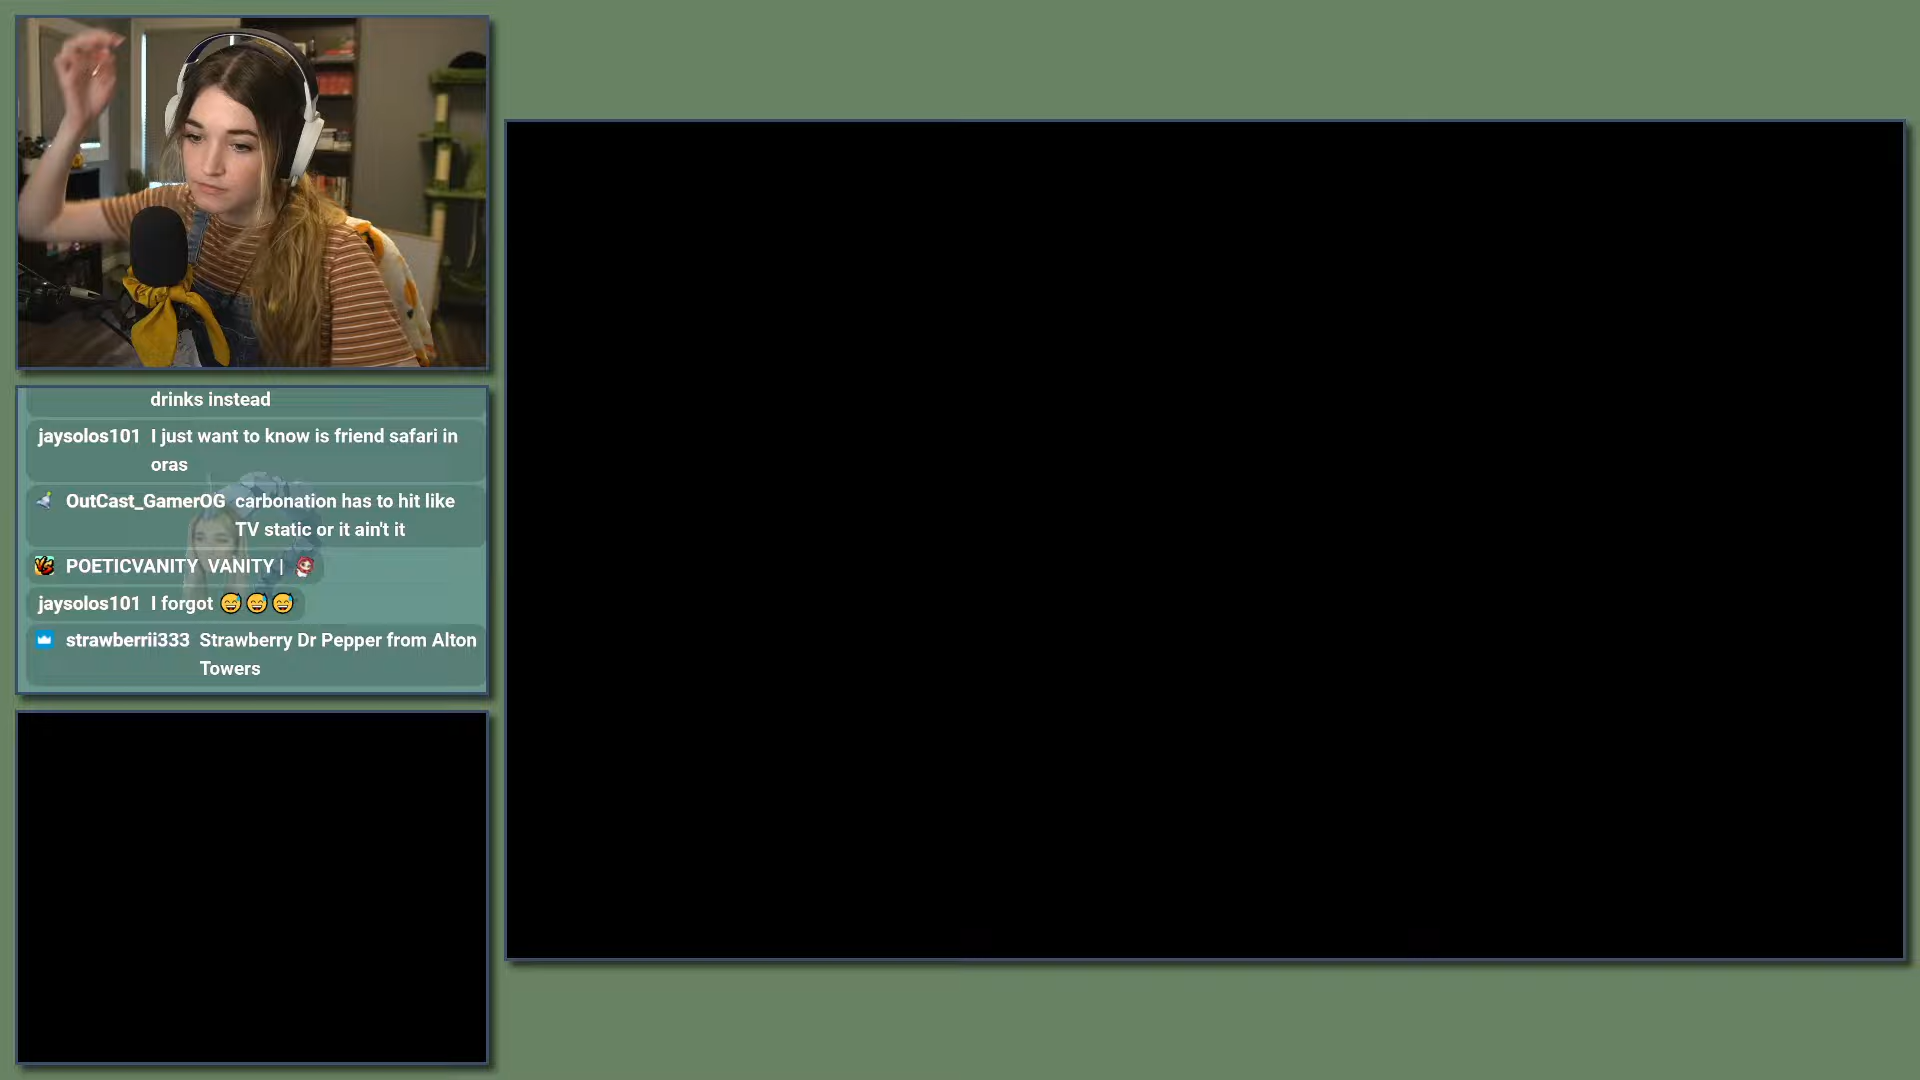 drinks instead
jaysolos101 I just want to know is friend safari in
oras
OutCast_GamerOG carbonation has to hit like
TV static or it ain't it
POETICVANITY VANITY |
jaysolos101 I forgot 😅😅😅
strawberrii333 Strawberry Dr Pepper from Alton
Towers